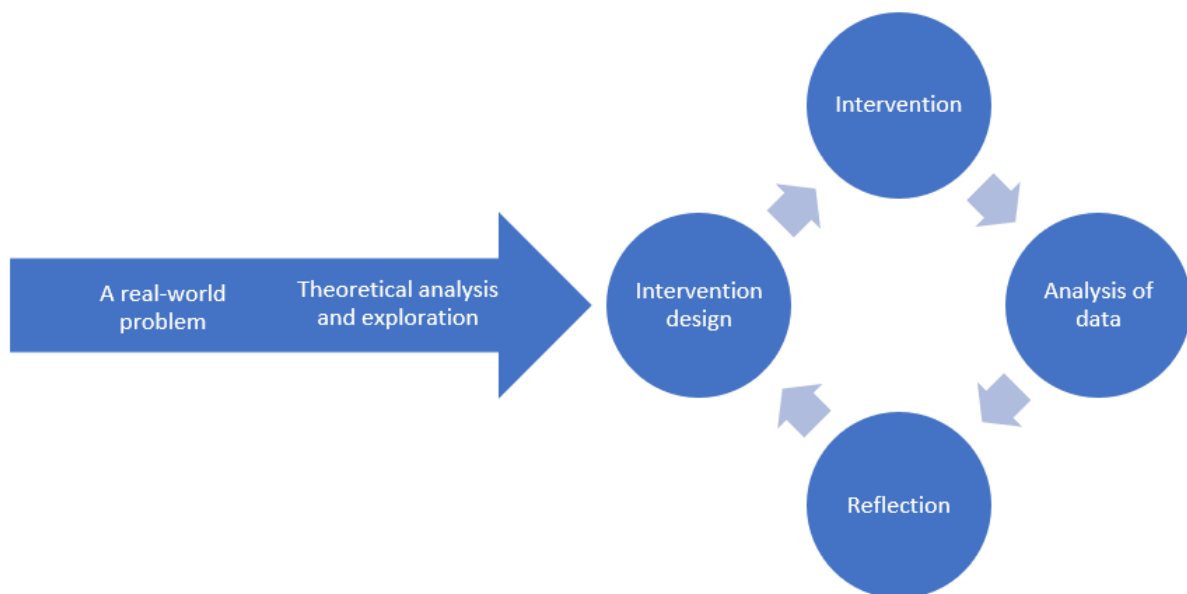 A real-world
problem
Theoretical analysis
and exploration
Intervention
design
Intervention
Analysis of
data
Reflection